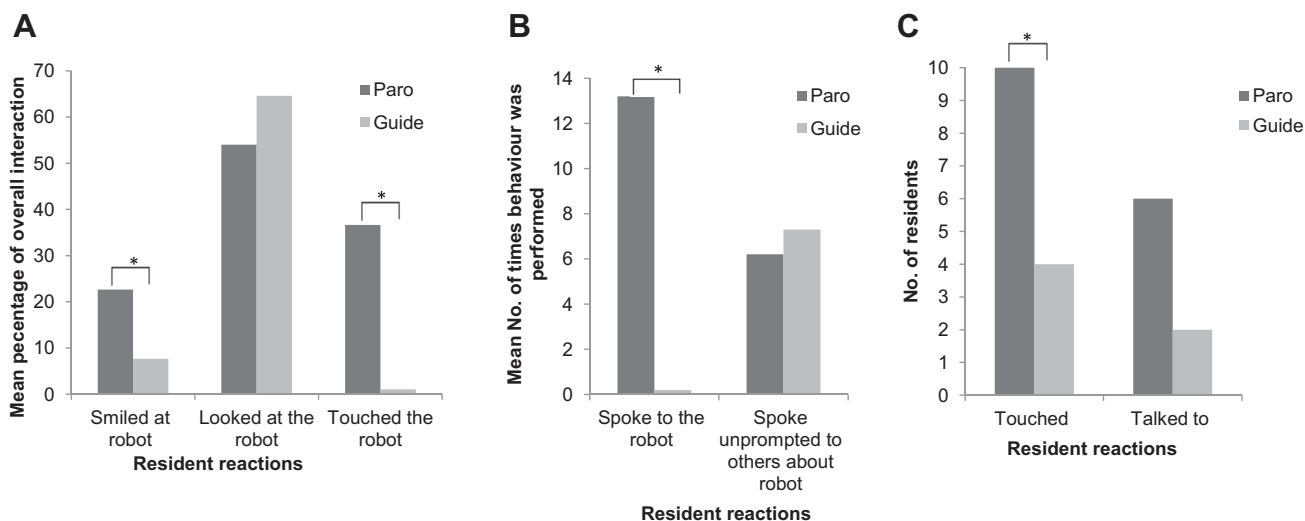 A
Mean pecentage of overall interaction
70
60
50
40
30
20
10
0
*
*
Paro
Guide
Smiled at
robot
Looked at the
robot
Touched the
robot
Resident reactions
B
Mean No. of times behaviour was
performed
14
12
10
8
6
4
2
0
*
Paro
Guide
Spoke to the
robot
Spoke
unprompted to
others about
robot
Resident reactions
C
No. of residents
10
9
8
7
6
5
4
3
2
1
0
*
Paro
Guide
Touched
Talked to
Resident reactions